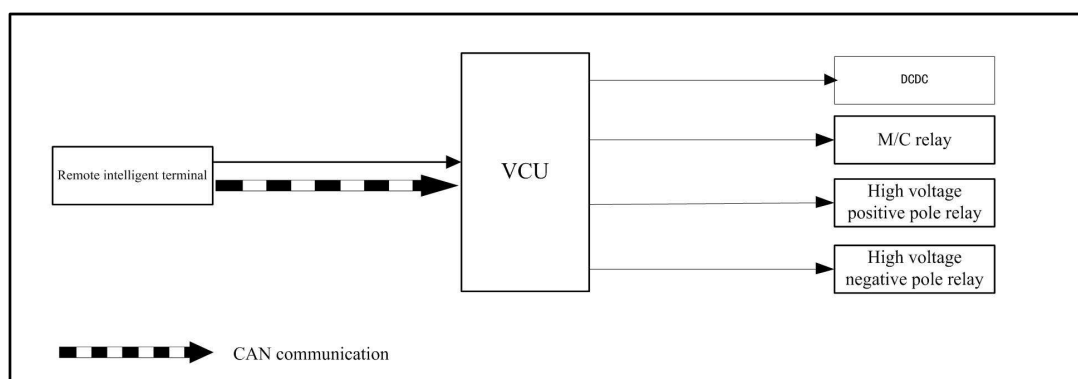 DCDC
M/C relay
Remote intelligent terminal
VCU
High voltage
positive pole relay
High voltage
negative pole relay
CAN communication